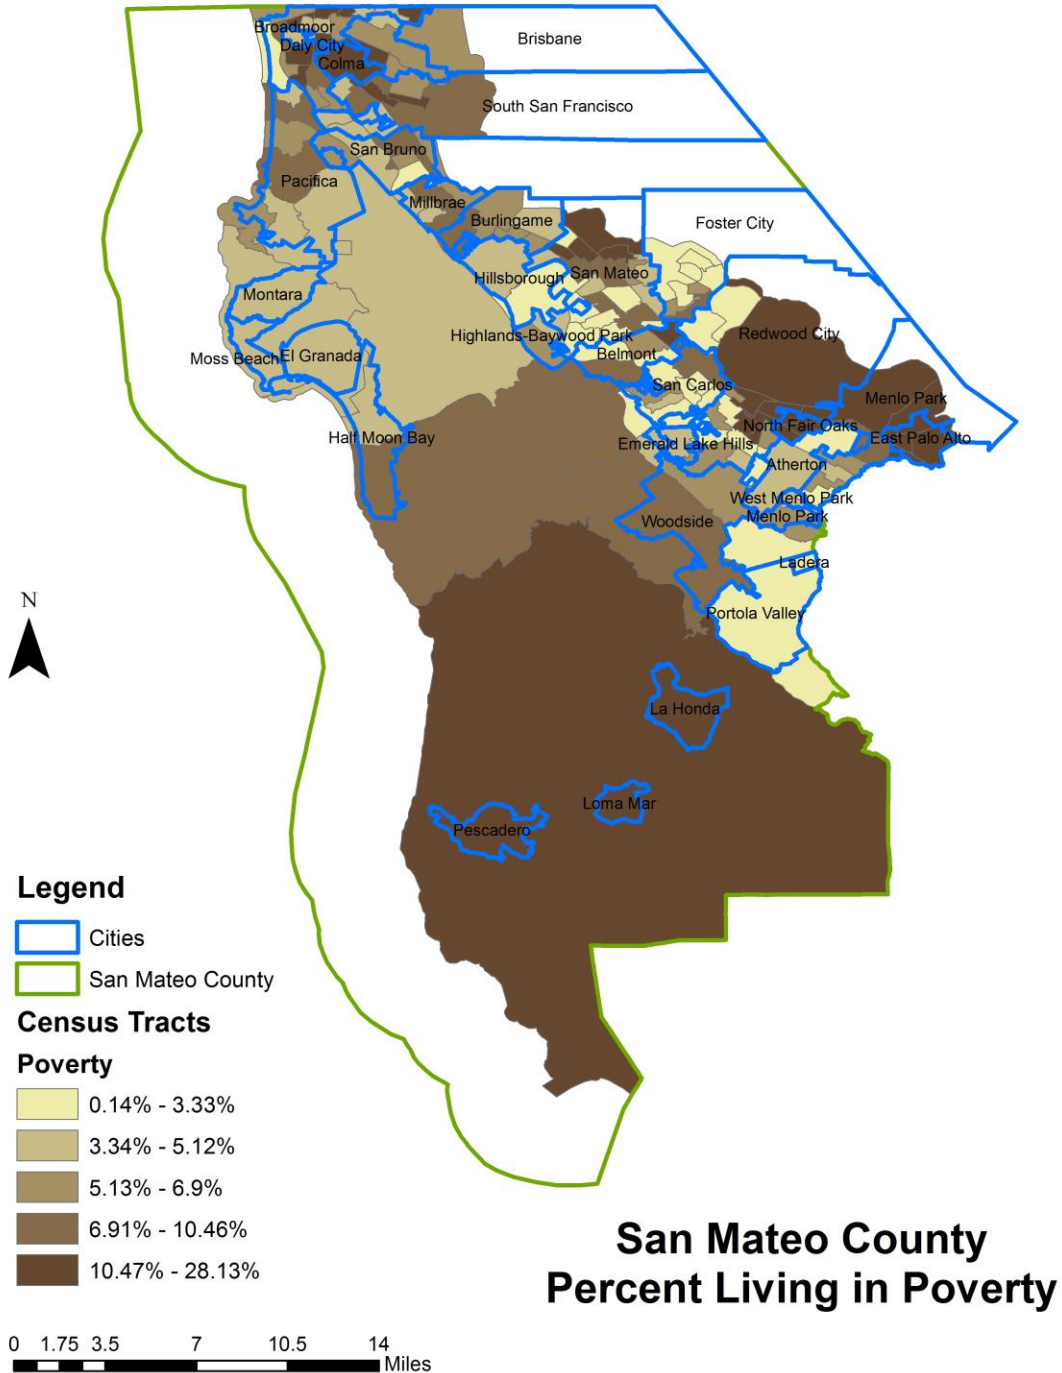 Broadmoor
Daly City
Colma
Brisbane
South San Francisco
San Bruno
Pacifica
Millbrae
Burlingame
Foster City
Hillsborough
San Mateo
Montara
Highlands-Baywood Park
Redwood City
Moss Beach
El Granada
Belmont
San Carlos
Menlo Park
North Fair Oaks
Half Moon Bay
Emerald Lake Hills
East Palo Alto
Atherton
West Menlo Park
Menlo Park
Woodside
Ladera
N
Portola Valley
La Honda
Loma Mar
Pescadero
Legend
Cities
San Mateo County
Census Tracts
Poverty
0.14% - 3.33%
3.34% - 5.12%
5.13% - 6.9%
6.91% - 10.46%
10.47% - 28.13%
San Mateo County
Percent Living in Poverty
0 1.75 3.5 7 10.5 14
Miles